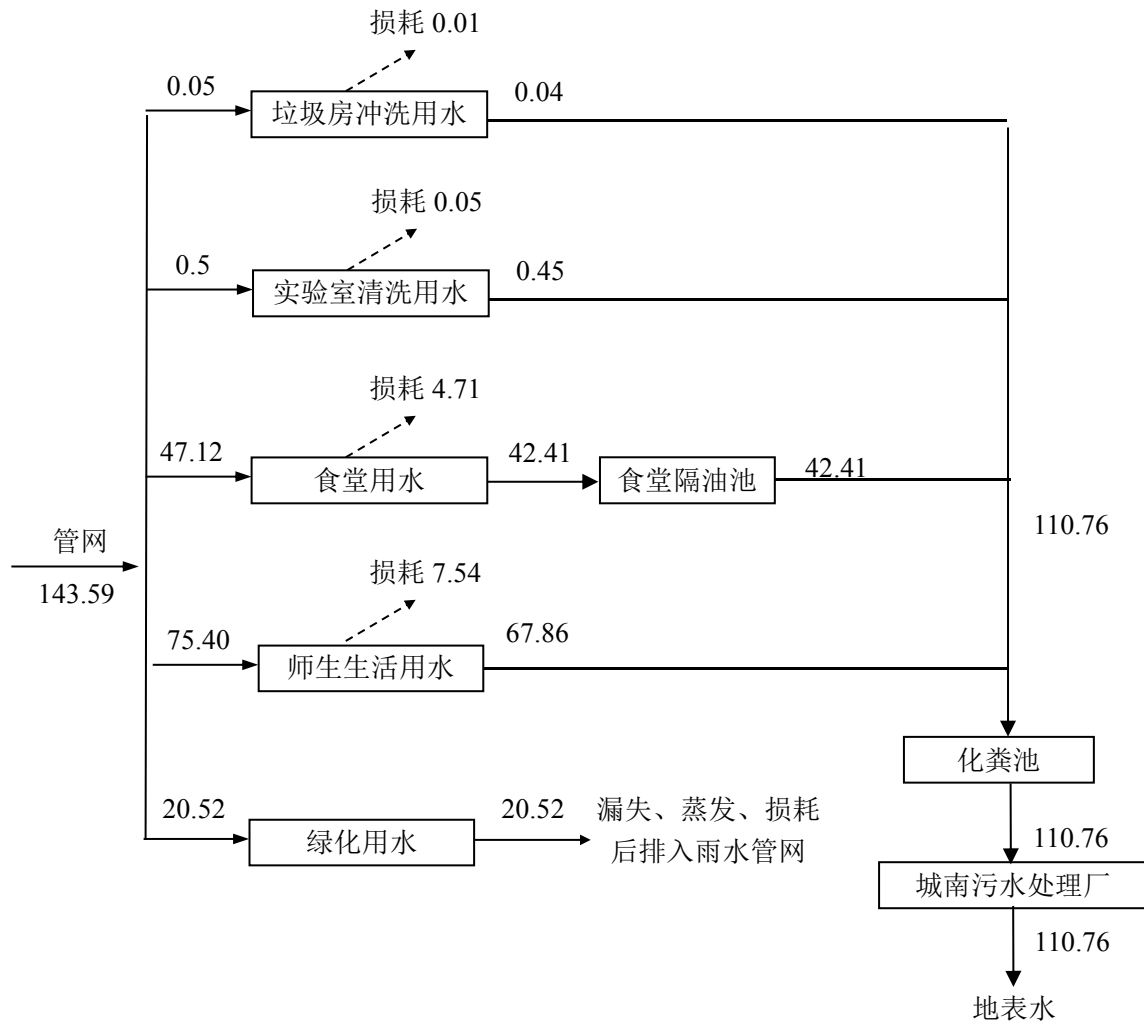 损耗 0.01
0.05
垃圾房冲洗用水
0.04
损耗 0.05
0.5
实验室清洗用水
0.45
损耗 4.71
47.12
食堂用水
42.41
食堂隔油池
42.41
管网
143.59
110.76
损耗 7.54
75.40
师生生活用水
67.86
化粪池
20.52
绿化用水
20.52
漏失、蒸发、损耗
后排入雨水管网
110.76
城南污水处理厂
110.76
地表水